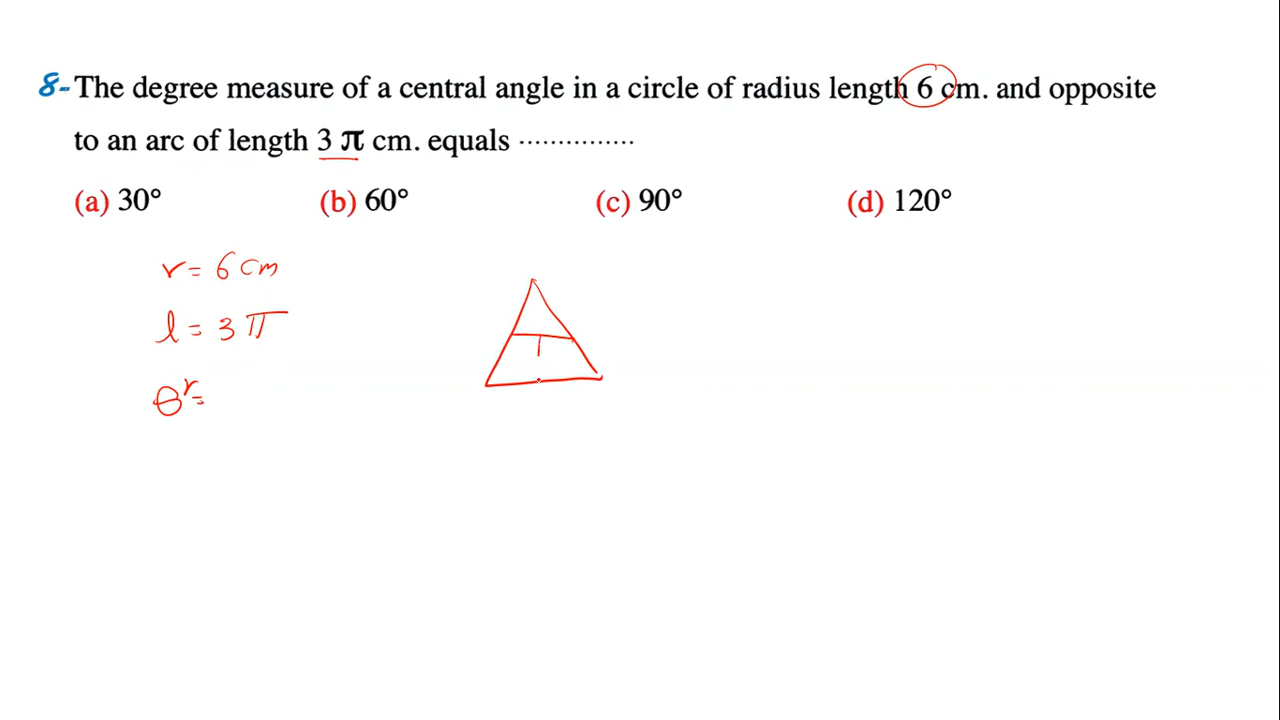 8- The degree measure of a central angle in a circle of radius length 6 cm. and opposite
to an arc of length 3 π cm. equals ...............
(a) 30° (b) 60° (c) 90° (d) 120°
r = 6 cm
l = 3 π
θʳ =